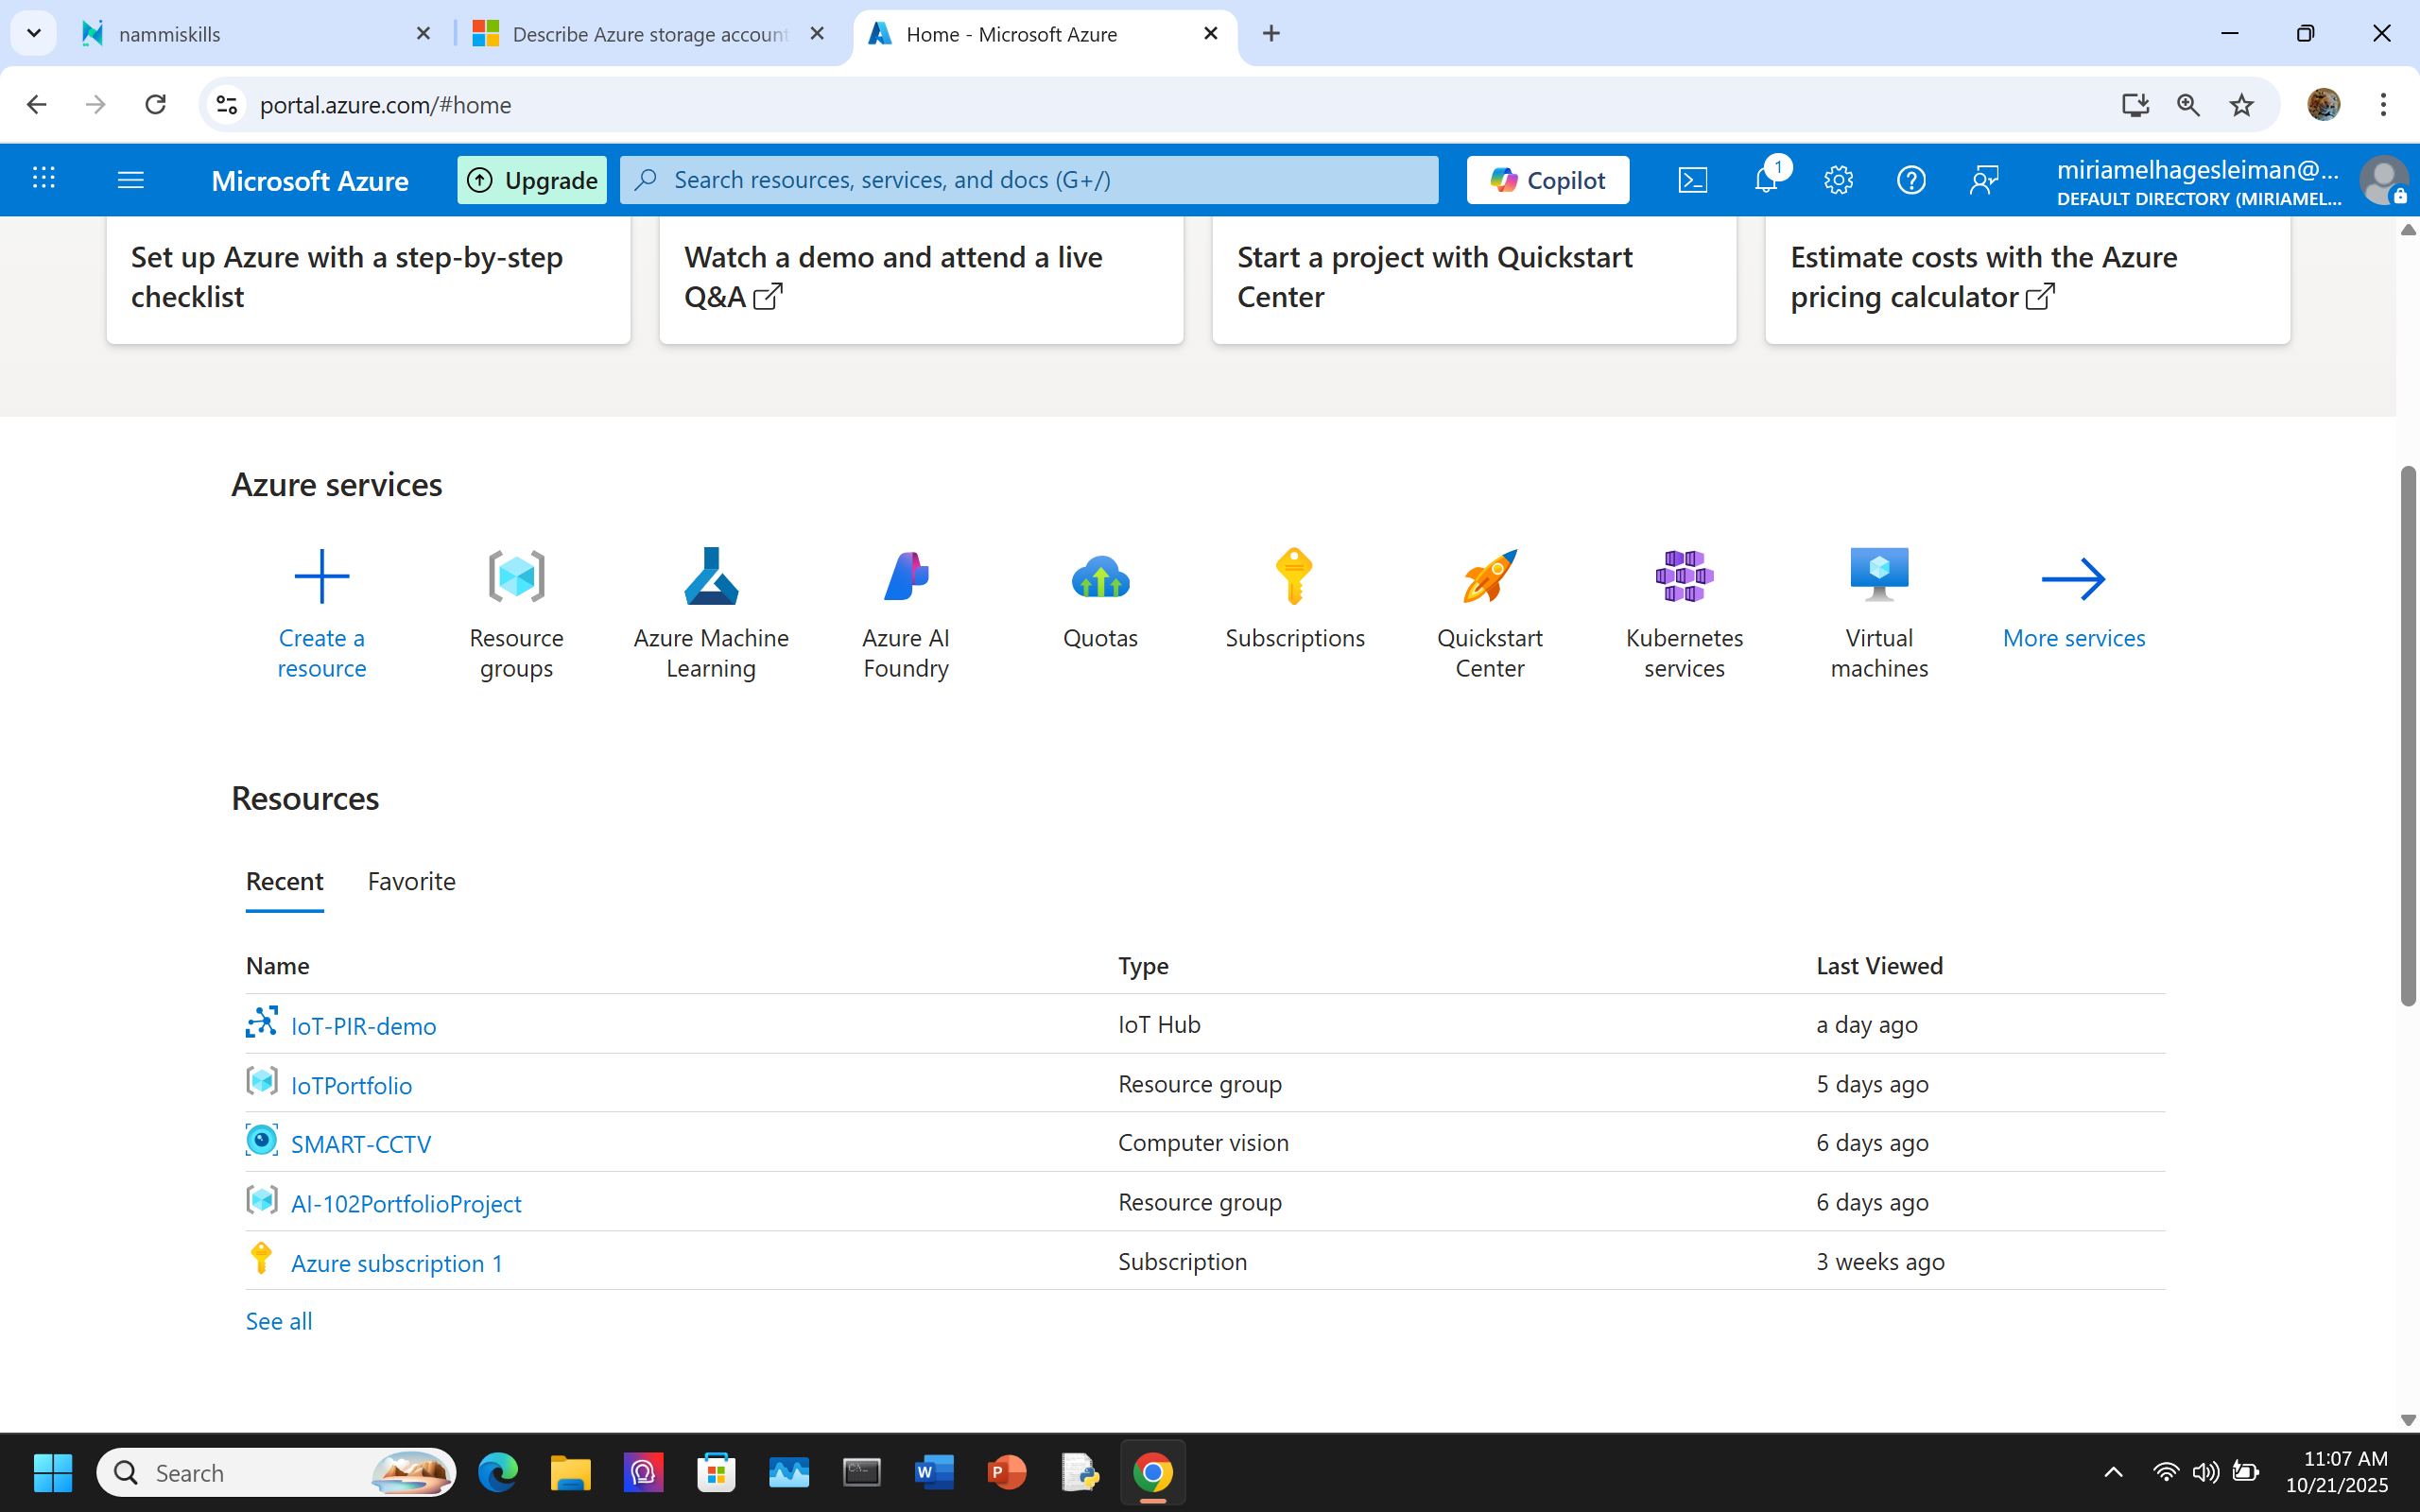 nammiskills
Describe Azure storage account
Home - Microsoft Azure
portal.azure.com/#home
Microsoft Azure
Upgrade
Search resources, services, and docs (G+/)
Copilot
1
miriamelhagesleiman@...
DEFAULT DIRECTORY (MIRIAMEL...
Set up Azure with a step-by-step
checklist
Watch a demo and attend a live
Q&A
Start a project with Quickstart
Center
Estimate costs with the Azure
pricing calculator
Azure services
Create a
resource
Resource
groups
Azure Machine
Learning
Azure AI
Foundry
Quotas
Subscriptions
Quickstart
Center
Kubernetes
services
Virtual
machines
More services
Resources
Recent
Favorite
Name Type Last Viewed
IoT-PIR-demo IoT Hub a day ago
IoTPortfolio Resource group 5 days ago
SMART-CCTV Computer vision 6 days ago
AI-102PortfolioProject Resource group 6 days ago
Azure subscription 1 Subscription 3 weeks ago
See all
Search
11:07 AM
10/21/2025